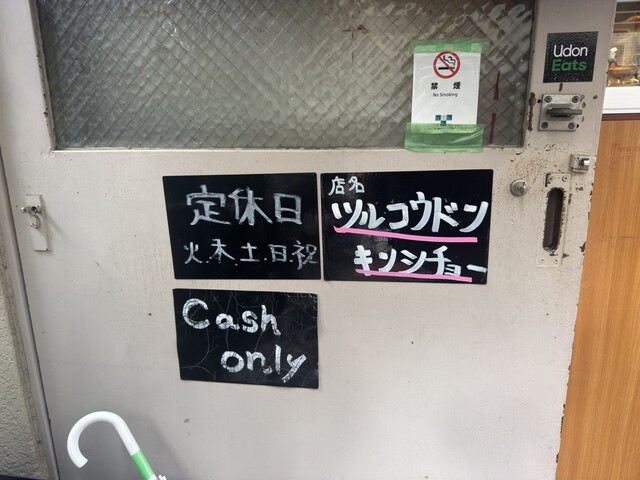 Udon
Eats
禁煙
No Smoking
定休日
火.木.土.日.祝
店名
ツルコウドン
キンシチョー
Cash
only